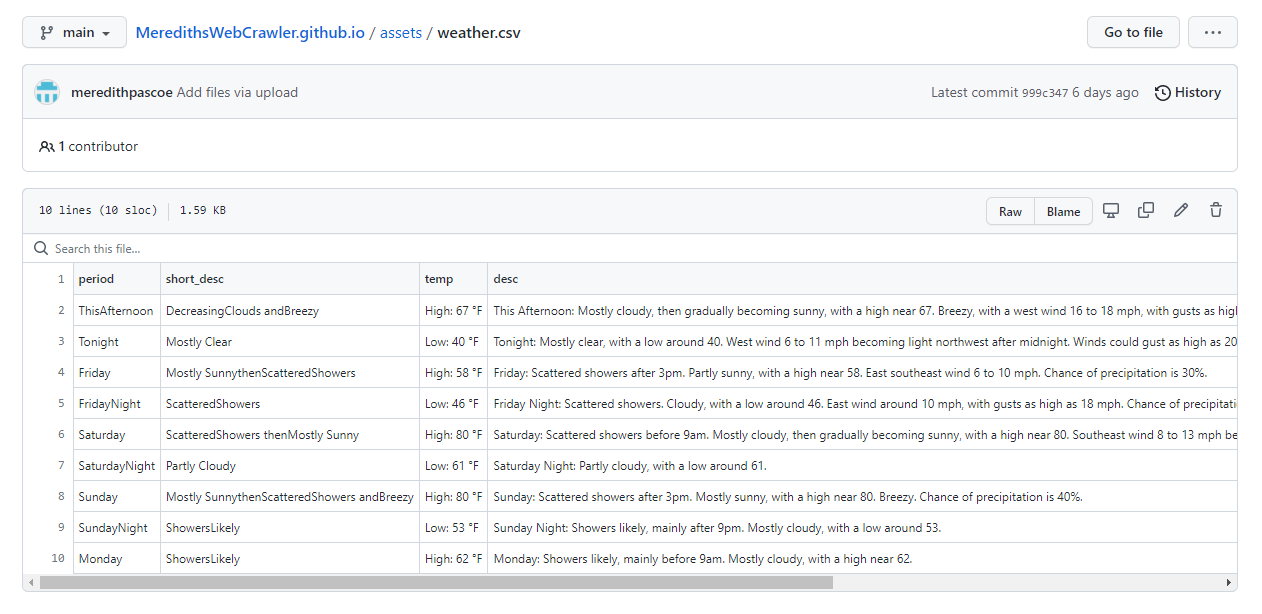 main MeredithsWebCrawler.github.io / assets / weather.csv Go to file ...
meredithpascoe Add files via upload Latest commit 999c347 6 days ago History
1 contributor
10 lines (10 sloc) 1.59 KB Raw Blame
Search this file...
1 period short_desc temp desc
2 ThisAfternoon DecreasingClouds andBreezy High: 67 °F This Afternoon: Mostly cloudy, then gradually becoming sunny, with a high near 67. Breezy, with a west wind 16 to 18 mph, with gusts as hig
3 Tonight Mostly Clear Low: 40 °F Tonight: Mostly clear, with a low around 40. West wind 6 to 11 mph becoming light northwest after midnight. Winds could gust as high as 20
4 Friday Mostly SunnythenScatteredShowers High: 58 °F Friday: Scattered showers after 3pm. Partly sunny, with a high near 58. East southeast wind 6 to 10 mph. Chance of precipitation is 30%.
5 FridayNight ScatteredShowers Low: 46 °F Friday Night: Scattered showers. Cloudy, with a low around 46. East wind around 10 mph, with gusts as high as 18 mph. Chance of precipitati
6 Saturday ScatteredShowers thenMostly Sunny High: 80 °F Saturday: Scattered showers before 9am. Mostly cloudy, then gradually becoming sunny, with a high near 80. Southeast wind 8 to 13 mph be
7 SaturdayNight Partly Cloudy Low: 61 °F Saturday Night: Partly cloudy, with a low around 61.
8 Sunday Mostly SunnythenScatteredShowers andBreezy High: 80 °F Sunday: Scattered showers after 3pm. Mostly sunny, with a high near 80. Breezy. Chance of precipitation is 40%.
9 SundayNight ShowersLikely Low: 53 °F Sunday Night: Showers likely, mainly after 9pm. Mostly cloudy, with a low around 53.
10 Monday ShowersLikely High: 62 °F Monday: Showers likely, mainly before 9am. Mostly cloudy, with a high near 62.